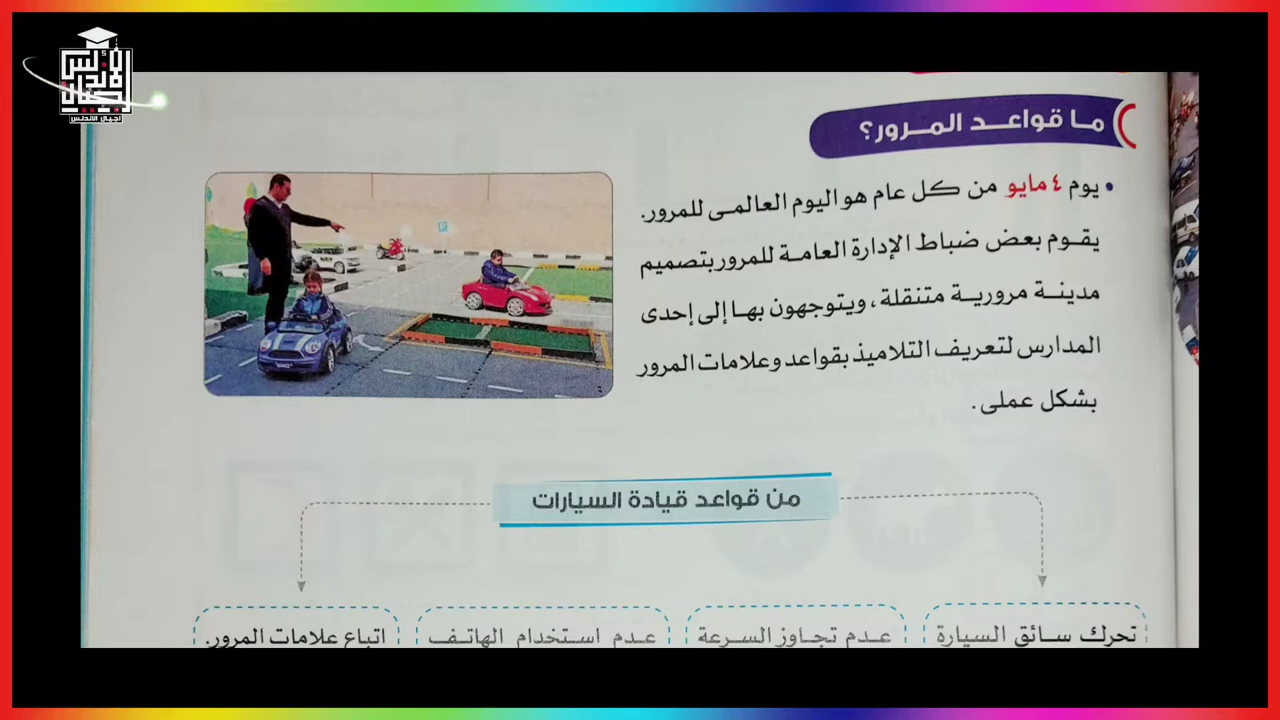 أجيال الأندلس
ما قواعد المرور؟
• يوم ٤ مايو من كل عام هو اليوم العالمى للمرور.
يقوم بعض ضباط الإدارة العامة للمرور بتصميم
مدينة مرورية متنقلة، ويتوجهون بها إلى إحدى
المدارس لتعريف التلاميذ بقواعد وعلامات المرور
بشكل عملى.
من قواعد قيادة السيارات
تحرك سائق السيارة
عدم تجاوز السرعة
عدم استخدام الهاتف
اتباع علامات المرور.